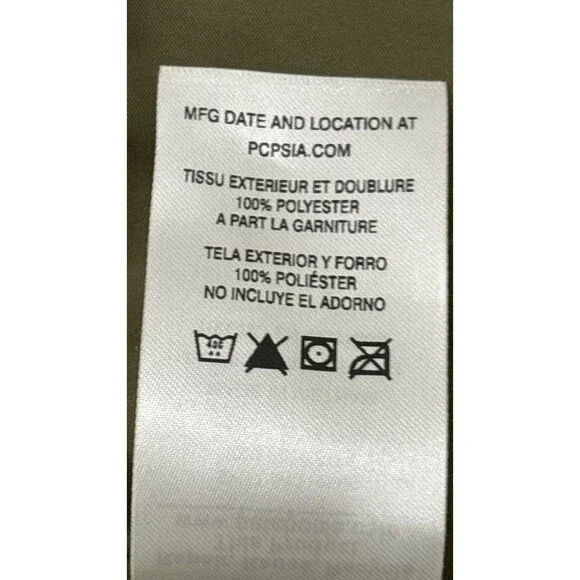 MFG DATE AND LOCATION AT
PCPSIA.COM
TISSU EXTERIEUR ET DOUBLURE
100% POLYESTER
A PART LA GARNITURE
TELA EXTERIOR Y FORRO
100% POLIÉSTER
NO INCLUYE EL ADORNO